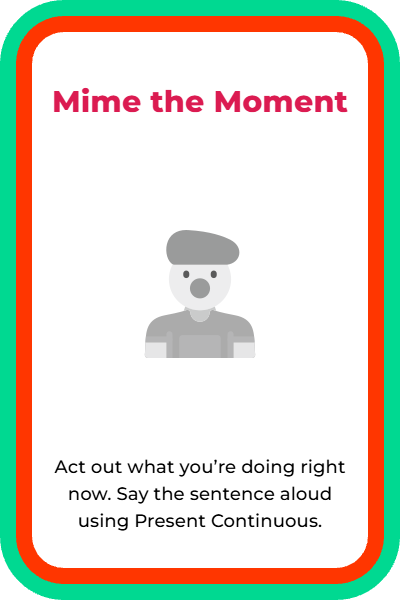 Mime the Moment
Act out what you’re doing right
now. Say the sentence aloud
using Present Continuous.